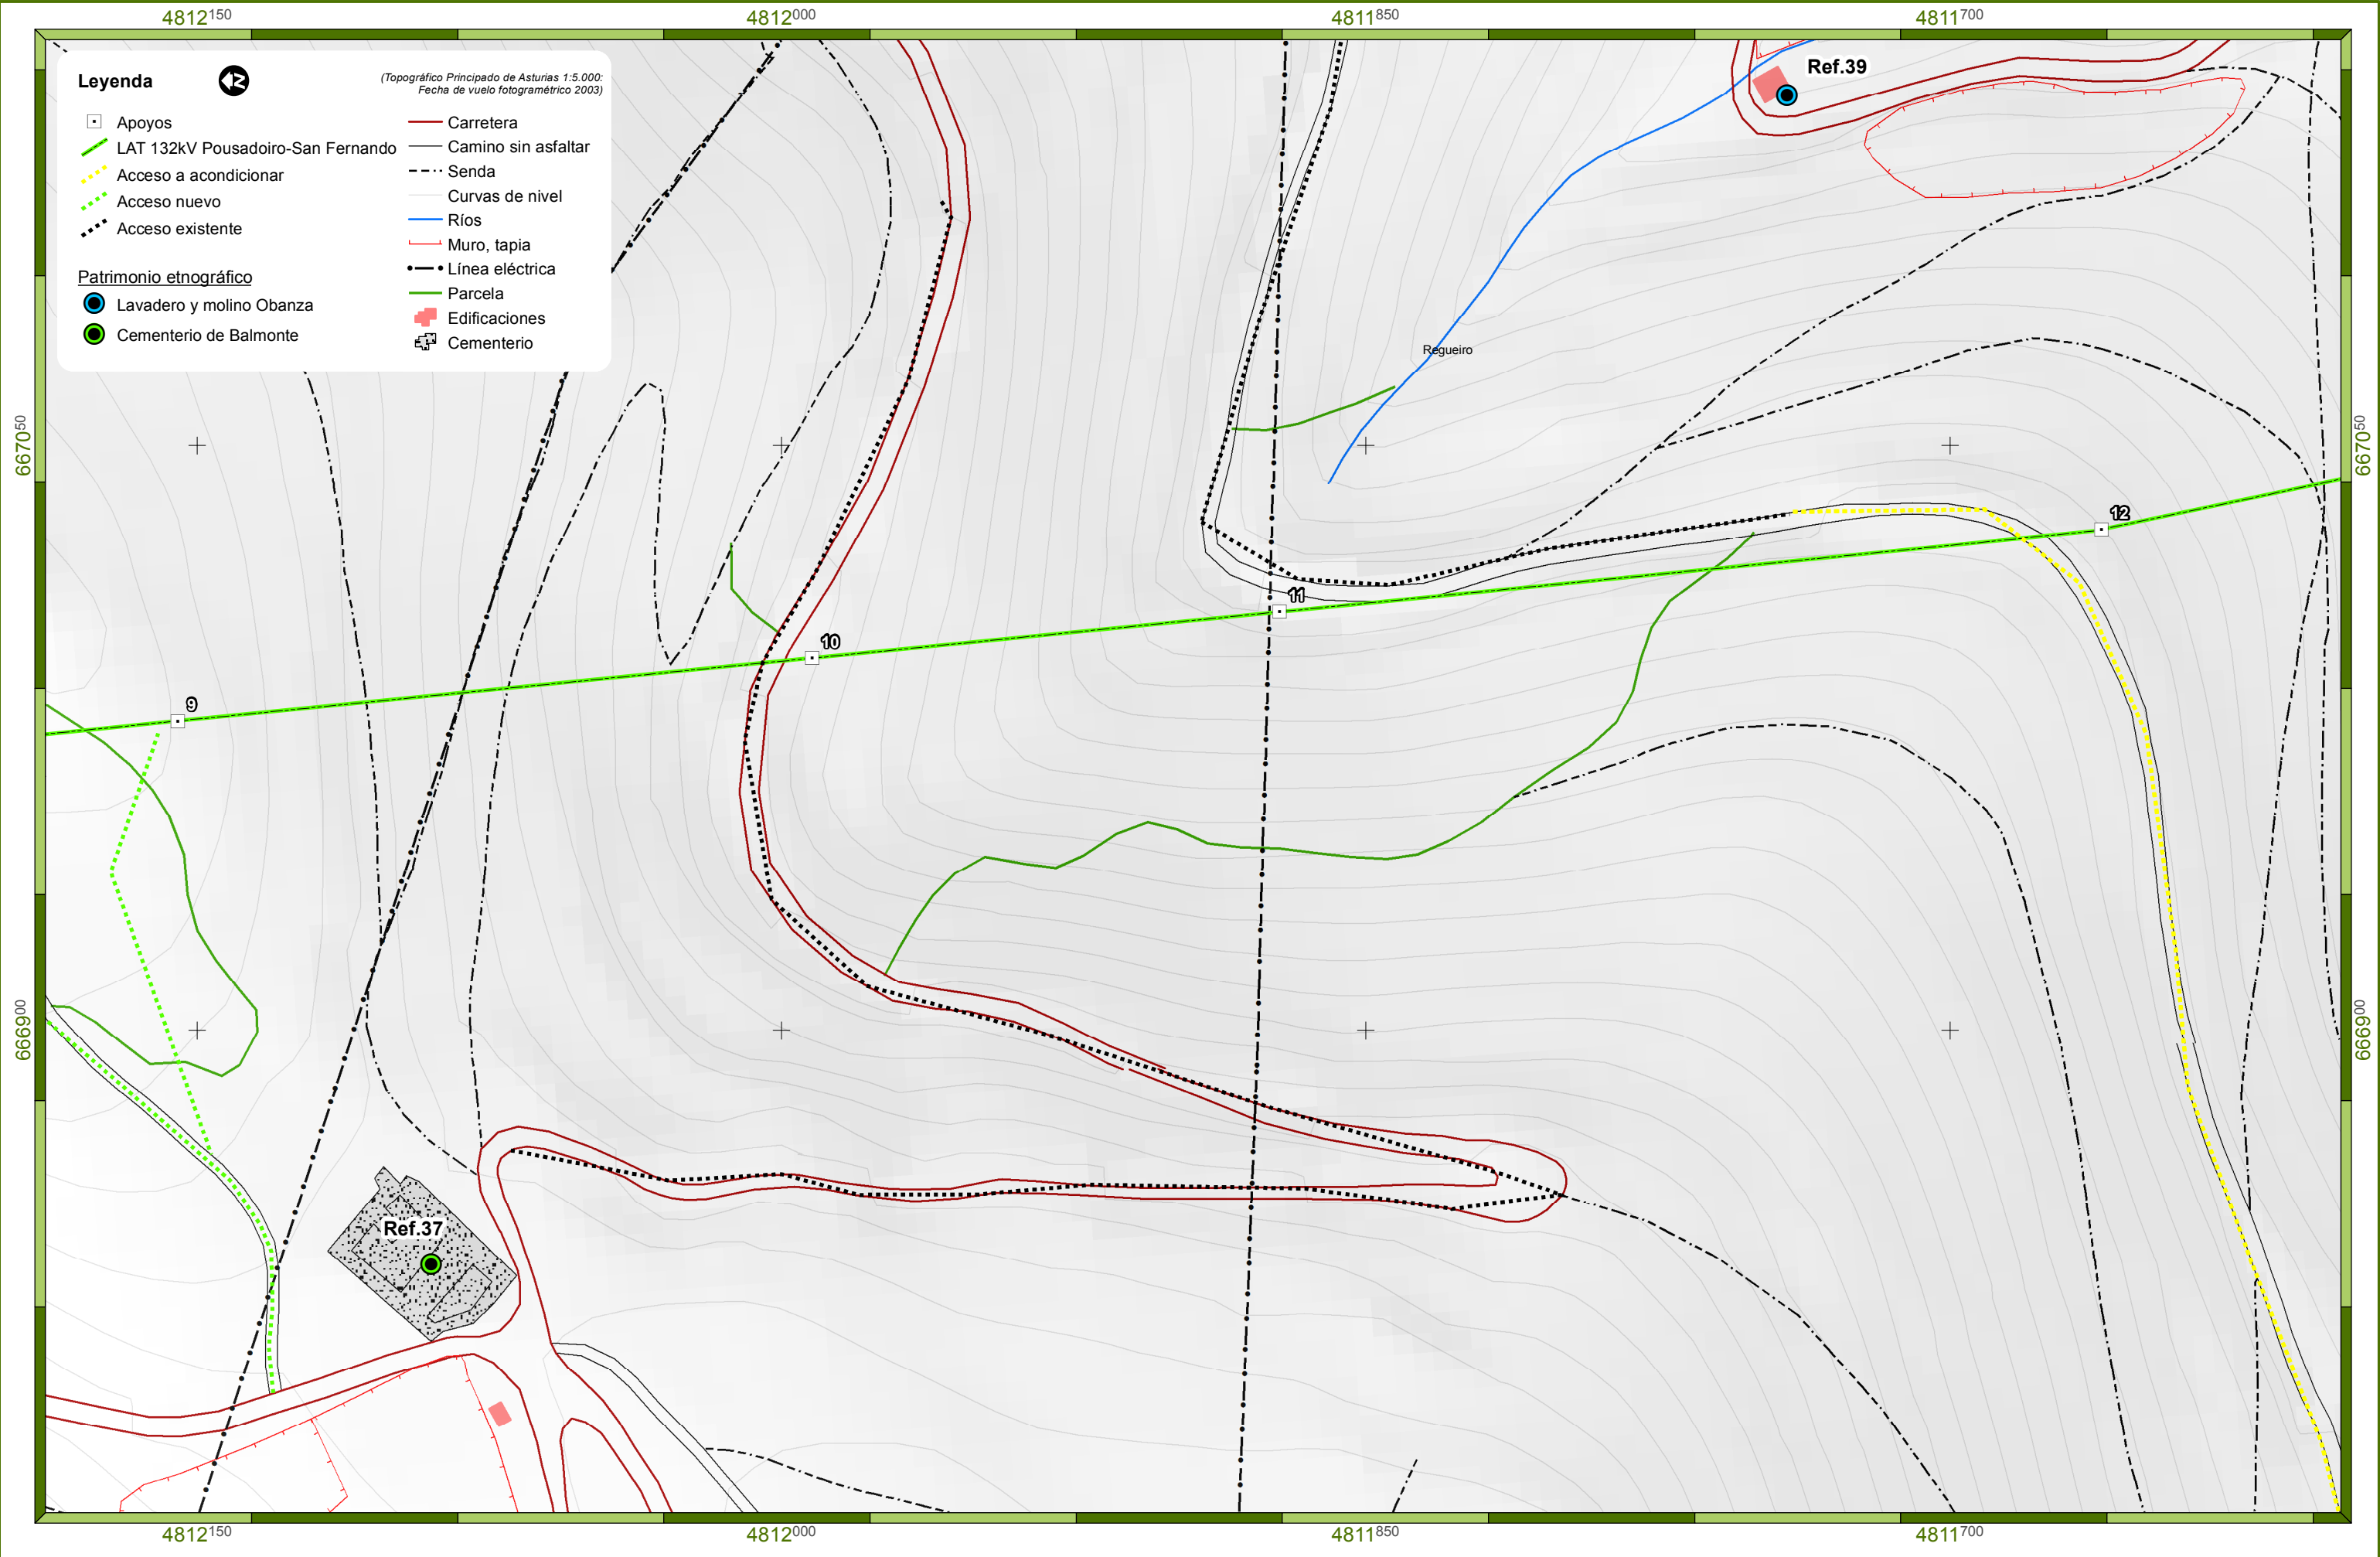 4812150 4812000 4811850 4811700
Leyenda
Z
(Topográfico Principado de Asturias 1:5.000:
Fecha de vuelo fotogramétrico 2003)
Apoyos
LAT 132kV Pousadoiro-San Fernando
Acceso a acondicionar
Acceso nuevo
Acceso existente
Patrimonio etnográfico
Lavadero y molino Obanza
Cementerio de Balmonte
Carretera
Camino sin asfaltar
Senda
Curvas de nivel
Ríos
Muro, tapia
Línea eléctrica
Parcela
Edificaciones
Cementerio
Ref.39
Regueiro
667050 667050
12
11
10
9
666900 666900
Ref.37
4812150 4812000 4811850 4811700